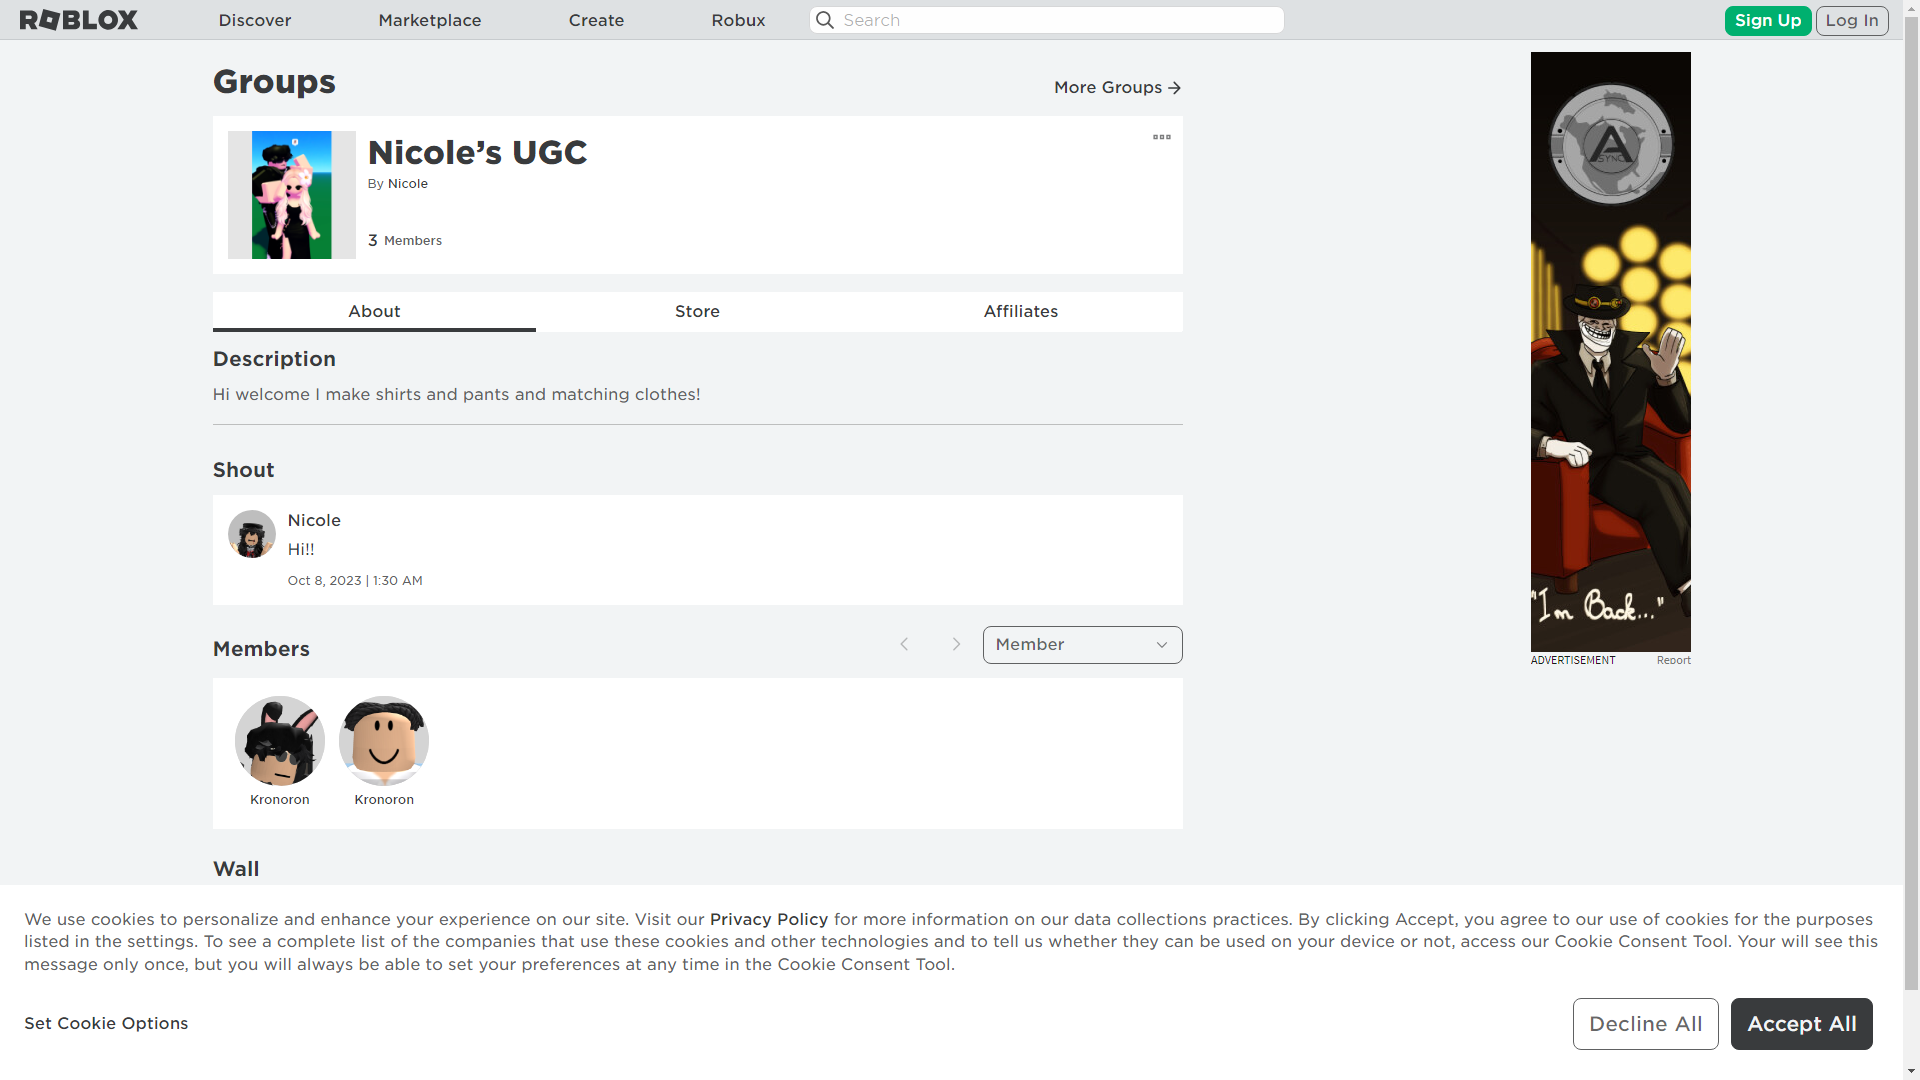 ROBLOX
Discover
Marketplace
Create
Robux
Search
Sign Up
Log In
Groups
More Groups
Nicole’s UGC
By Nicole
3 Members
About
Store
Affiliates
Description
Hi welcome I make shirts and pants and matching clothes!
Shout
Nicole
Hi!!
Oct 8, 2023 | 1:30 AM
Members
Member
Kronoron
Kronoron
Wall
A
SYNC
"I'm Back..."
ADVERTISEMENT
Report
We use cookies to personalize and enhance your experience on our site. Visit our Privacy Policy for more information on our data collections practices. By clicking Accept, you agree to our use of cookies for the purposes
listed in the settings. To see a complete list of the companies that use these cookies and other technologies and to tell us whether they can be used on your device or not, access our Cookie Consent Tool. Your will see this
message only once, but you will always be able to set your preferences at any time in the Cookie Consent Tool.
Set Cookie Options
Decline All
Accept All